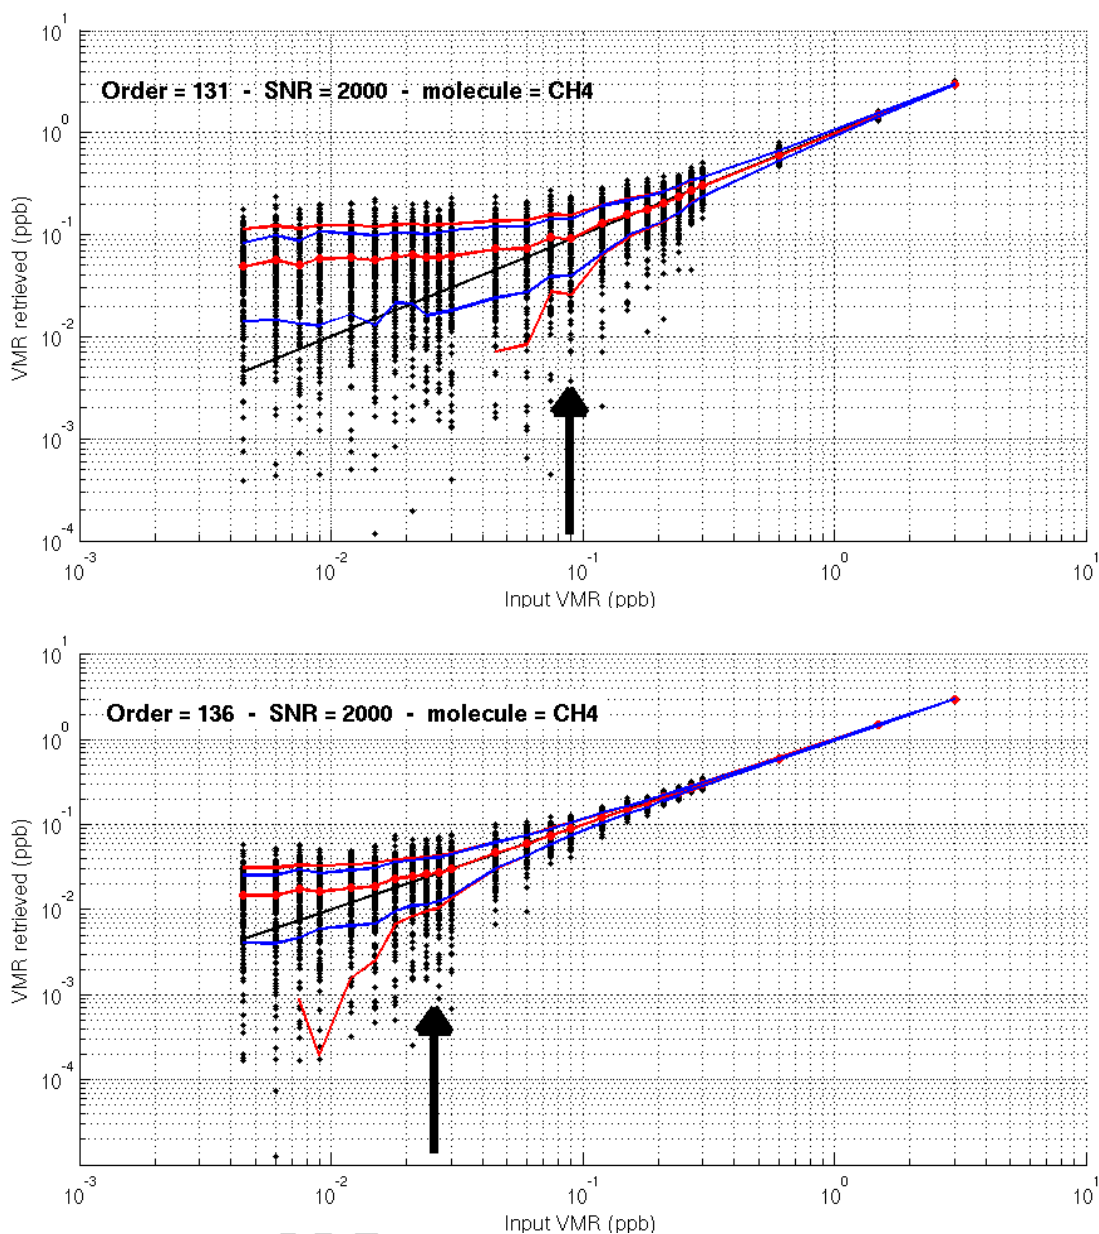 10^1
Order = 131 - SNR = 2000 - molecule = CH4
10^0
10^-1
10^-2
10^-3
10^-4
VMR retrieved (ppb)
10^-3 10^-2 10^-1 10^0 10^1
Input VMR (ppb)
10^1
Order = 136 - SNR = 2000 - molecule = CH4
10^0
10^-1
10^-2
10^-3
10^-4
VMR retrieved (ppb)
10^-3 10^-2 10^-1 10^0 10^1
Input VMR (ppb)